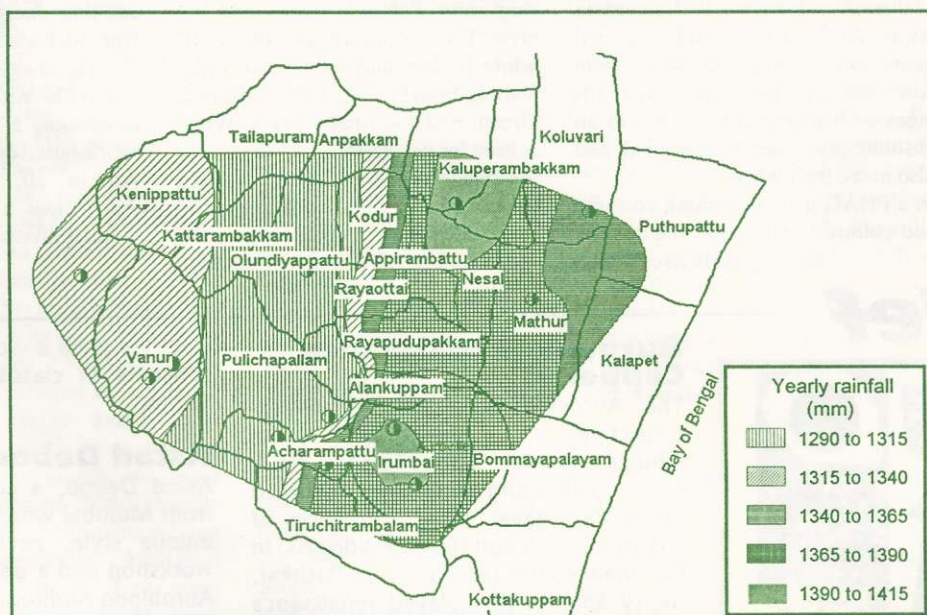 Koluvari
Tailapuram
Anpakkam
Kaluperambakkam
Kenippattu
Kodur
Puthupattu
Kattarambakkam
Olundiyappattu
Appirambattu
Nesal
Rayaottai
Mathur
Vanur
Pulichapallam
Rayapudupakkam
Kalapet
Alankuppam
Bay of Bengal
Acharampattu
Irumbai
Bommayapalayam
Tiruchitrambalam
Kottakuppam
Yearly rainfall
(mm)
1290 to 1315
1315 to 1340
1340 to 1365
1365 to 1390
1390 to 1415